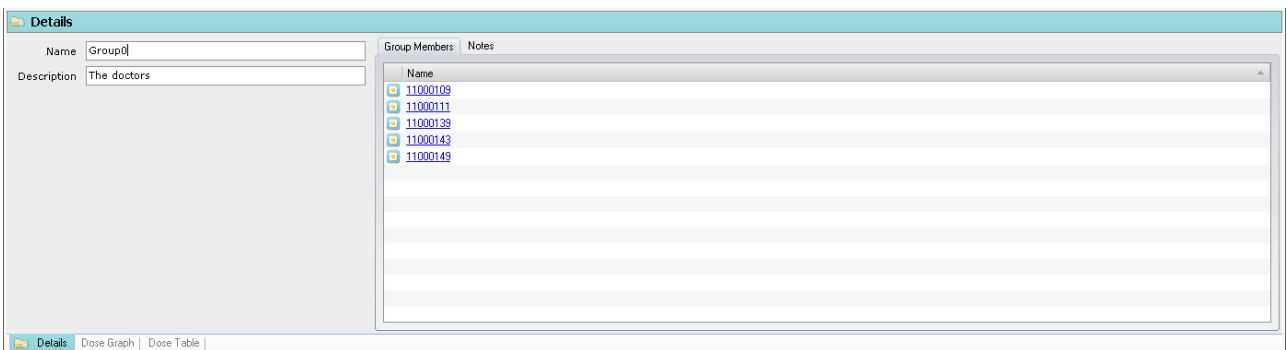 Details
Name Group0
Description The doctors
Group Members Notes
Name
11000109
11000111
11000139
11000143
11000149
Details Dose Graph Dose Table